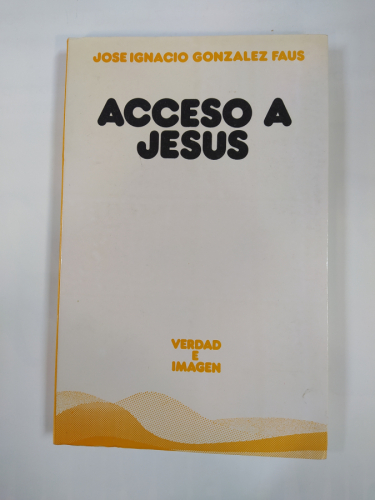 JOSE IGNACIO GONZALEZ FAUS
ACCESO A
JESUS
VERDAD
E
IMAGEN